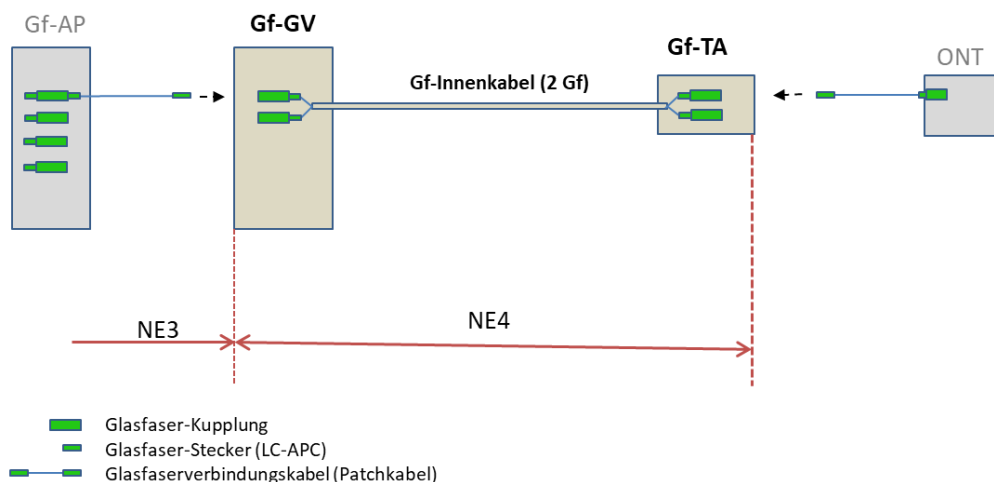 Gf-AP
Gf-GV
Gf-TA
ONT
Gf-Innenkabel (2 Gf)
NE3
NE4
Glasfaser-Kupplung
Glasfaser-Stecker (LC-APC)
Glasfaserverbindungskabel (Patchkabel)